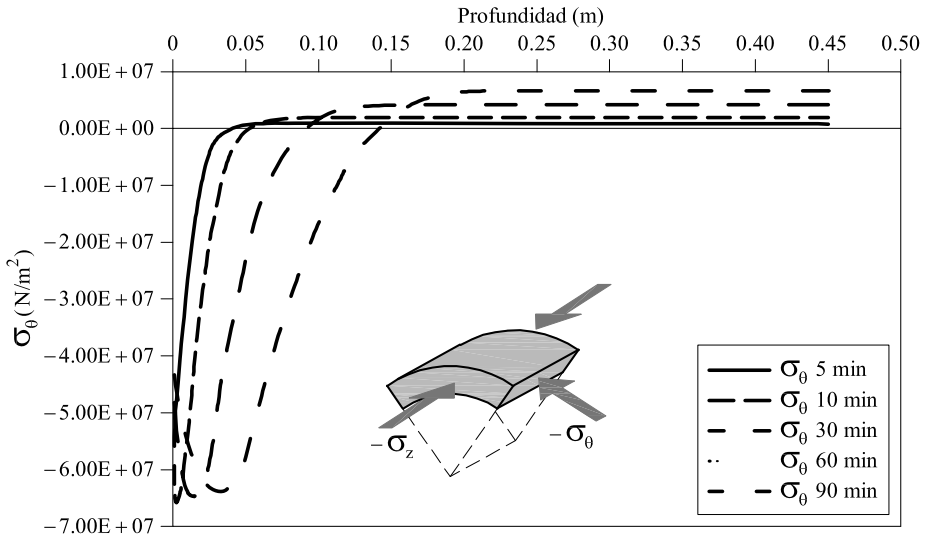 Profundidad (m)
0 0.05 0.10 0.15 0.20 0.25 0.30 0.35 0.40 0.45 0.50
1.00E + 07
0.00E + 00
−1.00E + 07
−2.00E + 07
−3.00E + 07
−4.00E + 07
−5.00E + 07
−6.00E + 07
−7.00E + 07
σθ (N/m²)
−σz
−σθ
σθ 5 min
σθ 10 min
σθ 30 min
σθ 60 min
σθ 90 min